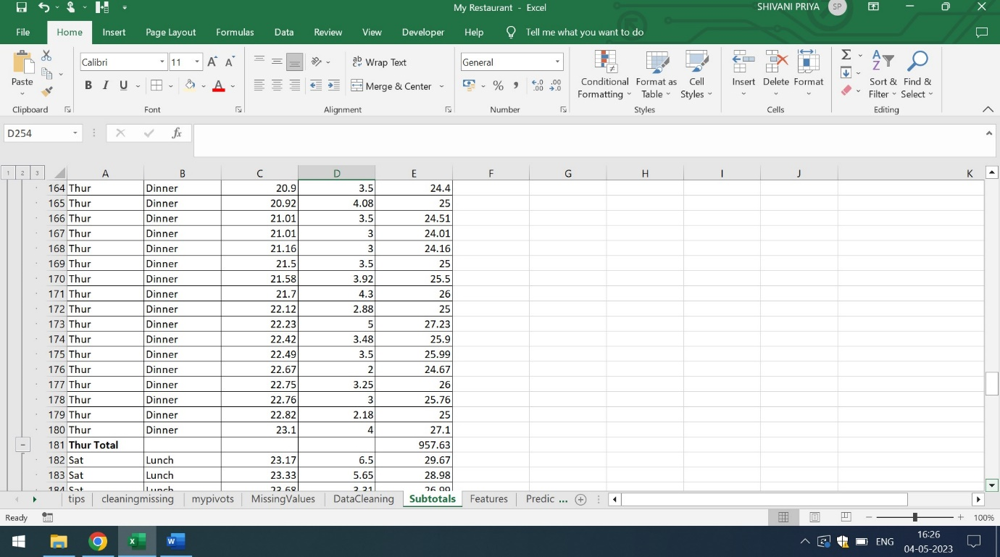 My Restaurant - Excel
SHIVANI PRIYA SP
File Home Insert Page Layout Formulas Data Review View Developer Help Tell me what you want to do
Paste
Calibri 11 A A
B I U A
ab Wrap Text
Merge & Center
General
% , .00 .00
Conditional Formatting
Format as Table
Cell Styles
Insert Delete Format
Sort & Filter
Find & Select
Clipboard Font Alignment Number Styles Cells Editing
D254 fx
1 2 3 A B C D E F G H I J K
164 Thur Dinner 20.9 3.5 24.4
165 Thur Dinner 20.92 4.08 25
166 Thur Dinner 21.01 3.5 24.51
167 Thur Dinner 21.01 3 24.01
168 Thur Dinner 21.16 3 24.16
169 Thur Dinner 21.5 3.5 25
170 Thur Dinner 21.58 3.92 25.5
171 Thur Dinner 21.7 4.3 26
172 Thur Dinner 22.12 2.88 25
173 Thur Dinner 22.23 5 27.23
174 Thur Dinner 22.42 3.48 25.9
175 Thur Dinner 22.49 3.5 25.99
176 Thur Dinner 22.67 2 24.67
177 Thur Dinner 22.75 3.25 26
178 Thur Dinner 22.76 3 25.76
179 Thur Dinner 22.82 2.18 25
180 Thur Dinner 23.1 4 27.1
181 Thur Total 957.63
182 Sat Lunch 23.17 6.5 29.67
183 Sat Lunch 23.33 5.65 28.98
184 Sat Lunch 23.68 3.31 26.99
tips cleaningmissing mypivots MissingValues DataCleaning Subtotals Features Predic ...
Ready 100%
ENG 16:26
04-05-2023